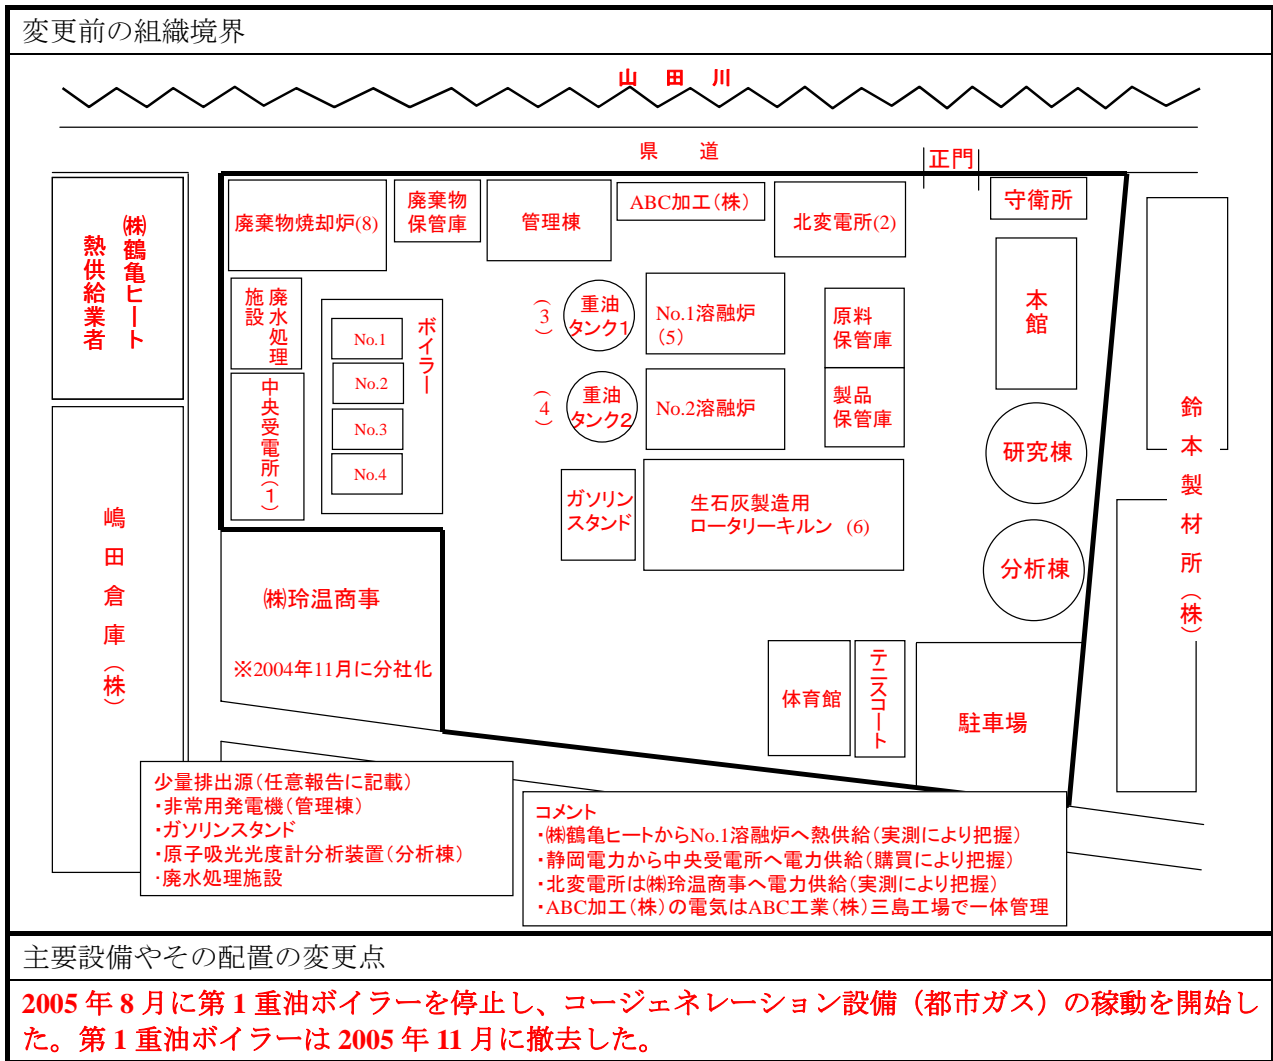 変更前の組織境界
山 田 川
県 道
正門
㈱鶴亀ヒート
熱供給業者
廃棄物焼却炉(8)
廃棄物
保管庫
管理棟
ABC加工（株）
北変電所(2)
守衛所
廃水処理
施設
ボイラー
No.1
No.2
No.3
No.4
中央受電所(1)
(3)
重油
タンク1
No.1溶融炉
(5)
原料
保管庫
本館
(4)
重油
タンク2
No.2溶融炉
製品
保管庫
研究棟
鈴本製材所（株）
嶋田倉庫（株）
ガソリン
スタンド
生石灰製造用
ロータリーキルン (6)
分析棟
㈱玲温商事
※2004年11月に分社化
体育館
テニスコート
駐車場
少量排出源（任意報告に記載）
・非常用発電機（管理棟）
・ガソリンスタンド
・原子吸光光度計分析装置（分析棟）
・廃水処理施設
コメント
・㈱鶴亀ヒートからNo.1溶融炉へ熱供給（実測により把握）
・静岡電力から中央受電所へ電力供給（購買により把握）
・北変電所は㈱玲温商事へ電力供給（実測により把握）
・ABC加工（株）の電気はABC工業（株）三島工場で一体管理
主要設備やその配置の変更点
2005 年 8 月に第 1 重油ボイラーを停止し、コージェネレーション設備（都市ガス）の稼動を開始し
た。第 1 重油ボイラーは 2005 年 11 月に撤去した。